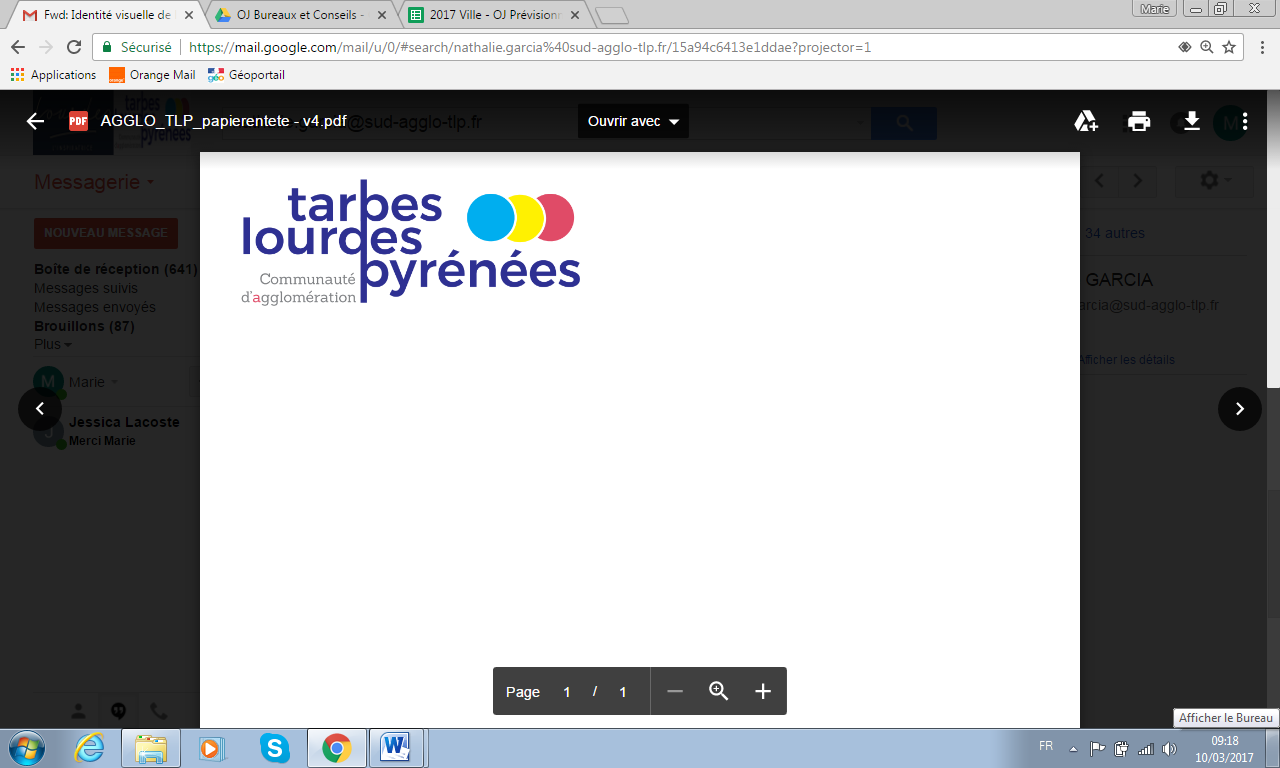 Fwd: Identité visuelle de
OJ Bureaux et Conseils -
2017 Ville - OJ Prévisionn
Marie
Sécurisé
https://mail.google.com/mail/u/0/#search/nathalie.garcia%40sud-agglo-tlp.fr/15a94c6413e1ddae?projector=1
Applications
Orange Mail
Géoportail
PDF
AGGLO_TLP_papierentete - v4.pdf
@sud-agglo-tlp.fr
Ouvrir avec
tarbes
lourdes
pyrénées
Communauté
d'agglomération
Messagerie
NOUVEAU MESSAGE
Boîte de réception (641)
Messages suivis
Messages envoyés
Brouillons (87)
Plus
M
Marie
J
Jessica Lacoste
Merci Marie
34 autres
GARCIA
arcia@sud-agglo-tlp.fr
Afficher les détails
Page 1 / 1
Afficher le Bureau
FR
09:18
10/03/2017